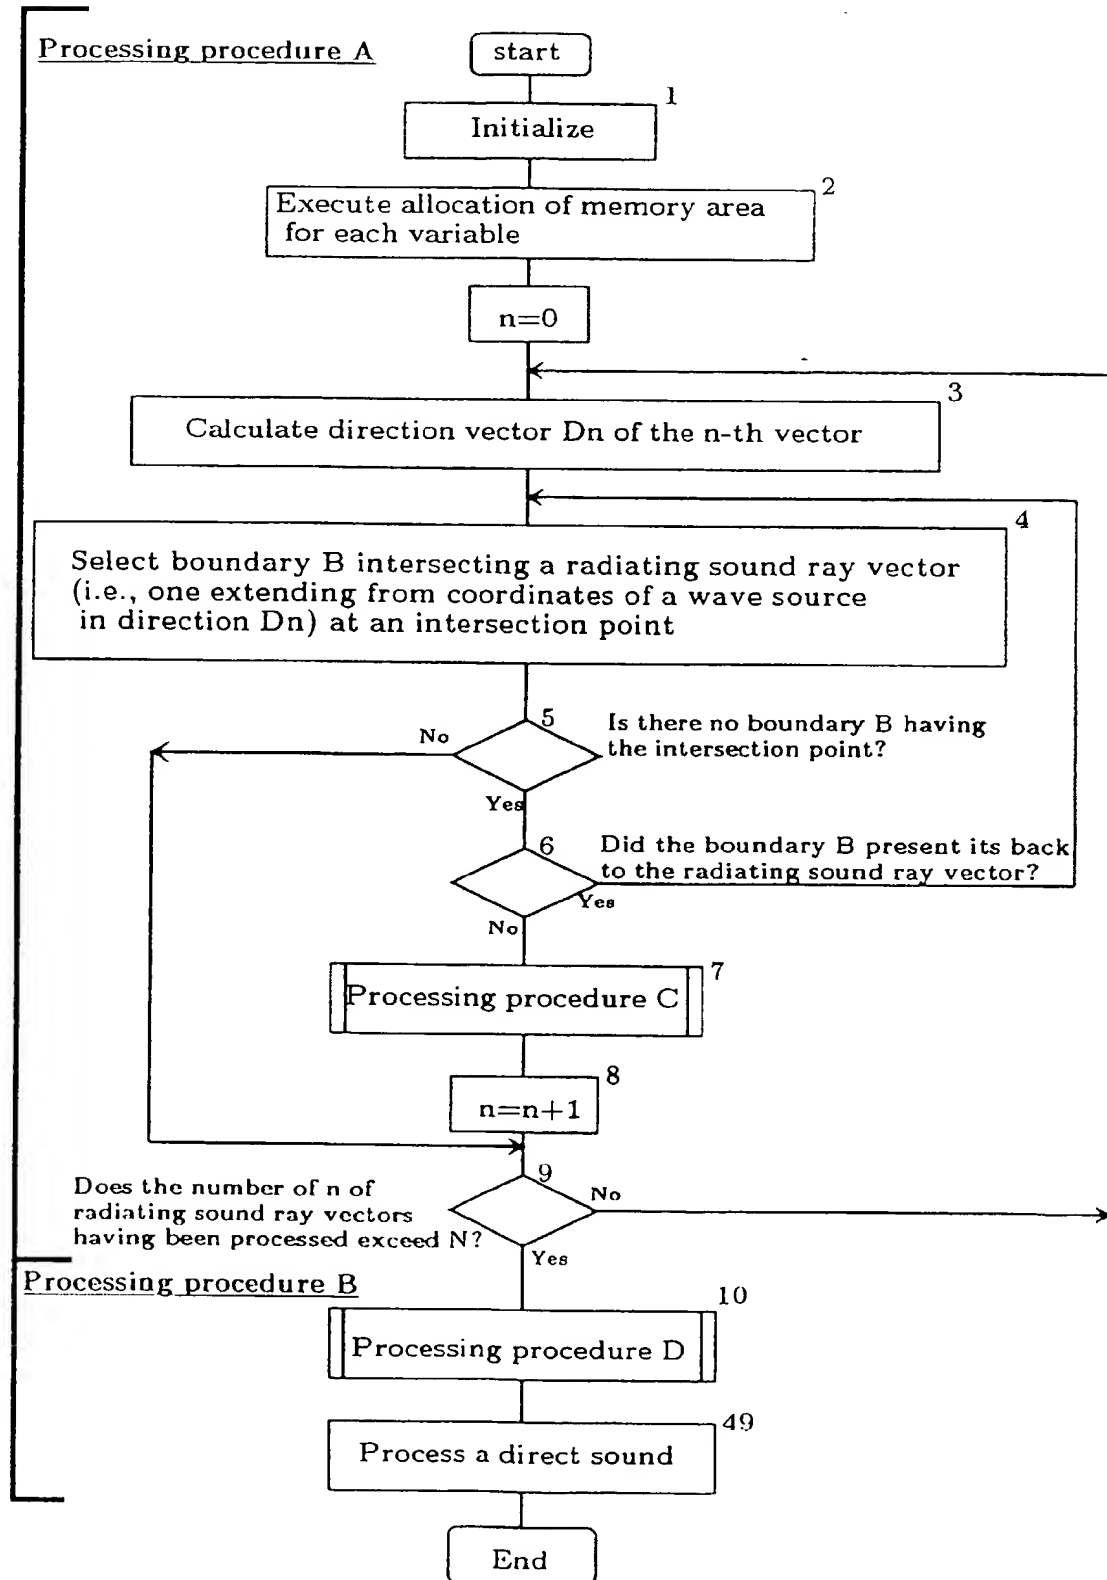 Processing procedure A
start
1
Initialize
2
Execute allocation of memory area
for each variable
n=0
3
Calculate direction vector Dn of the n-th vector
4
Select boundary B intersecting a radiating sound ray vector
(i.e., one extending from coordinates of a wave source
in direction Dn) at an intersection point
5
Is there no boundary B having
the intersection point?
No
Yes
6
Did the boundary B present its back
to the radiating sound ray vector?
Yes
No
7
Processing procedure C
8
n=n+1
9
Does the number of n of
radiating sound ray vectors
having been processed exceed N?
No
Yes
Processing procedure B
10
Processing procedure D
49
Process a direct sound
End